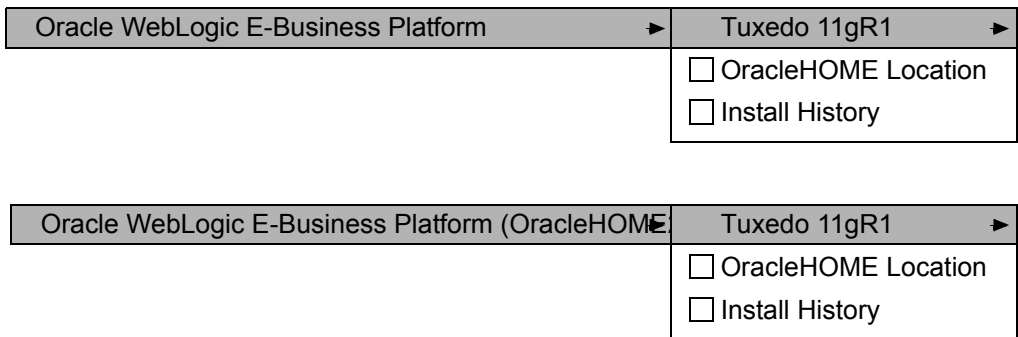 Oracle WebLogic E-Business Platform Tuxedo 11gR1
OracleHOME Location
Install History
Oracle WebLogic E-Business Platform (OracleHOME2 Tuxedo 11gR1
OracleHOME Location
Install History